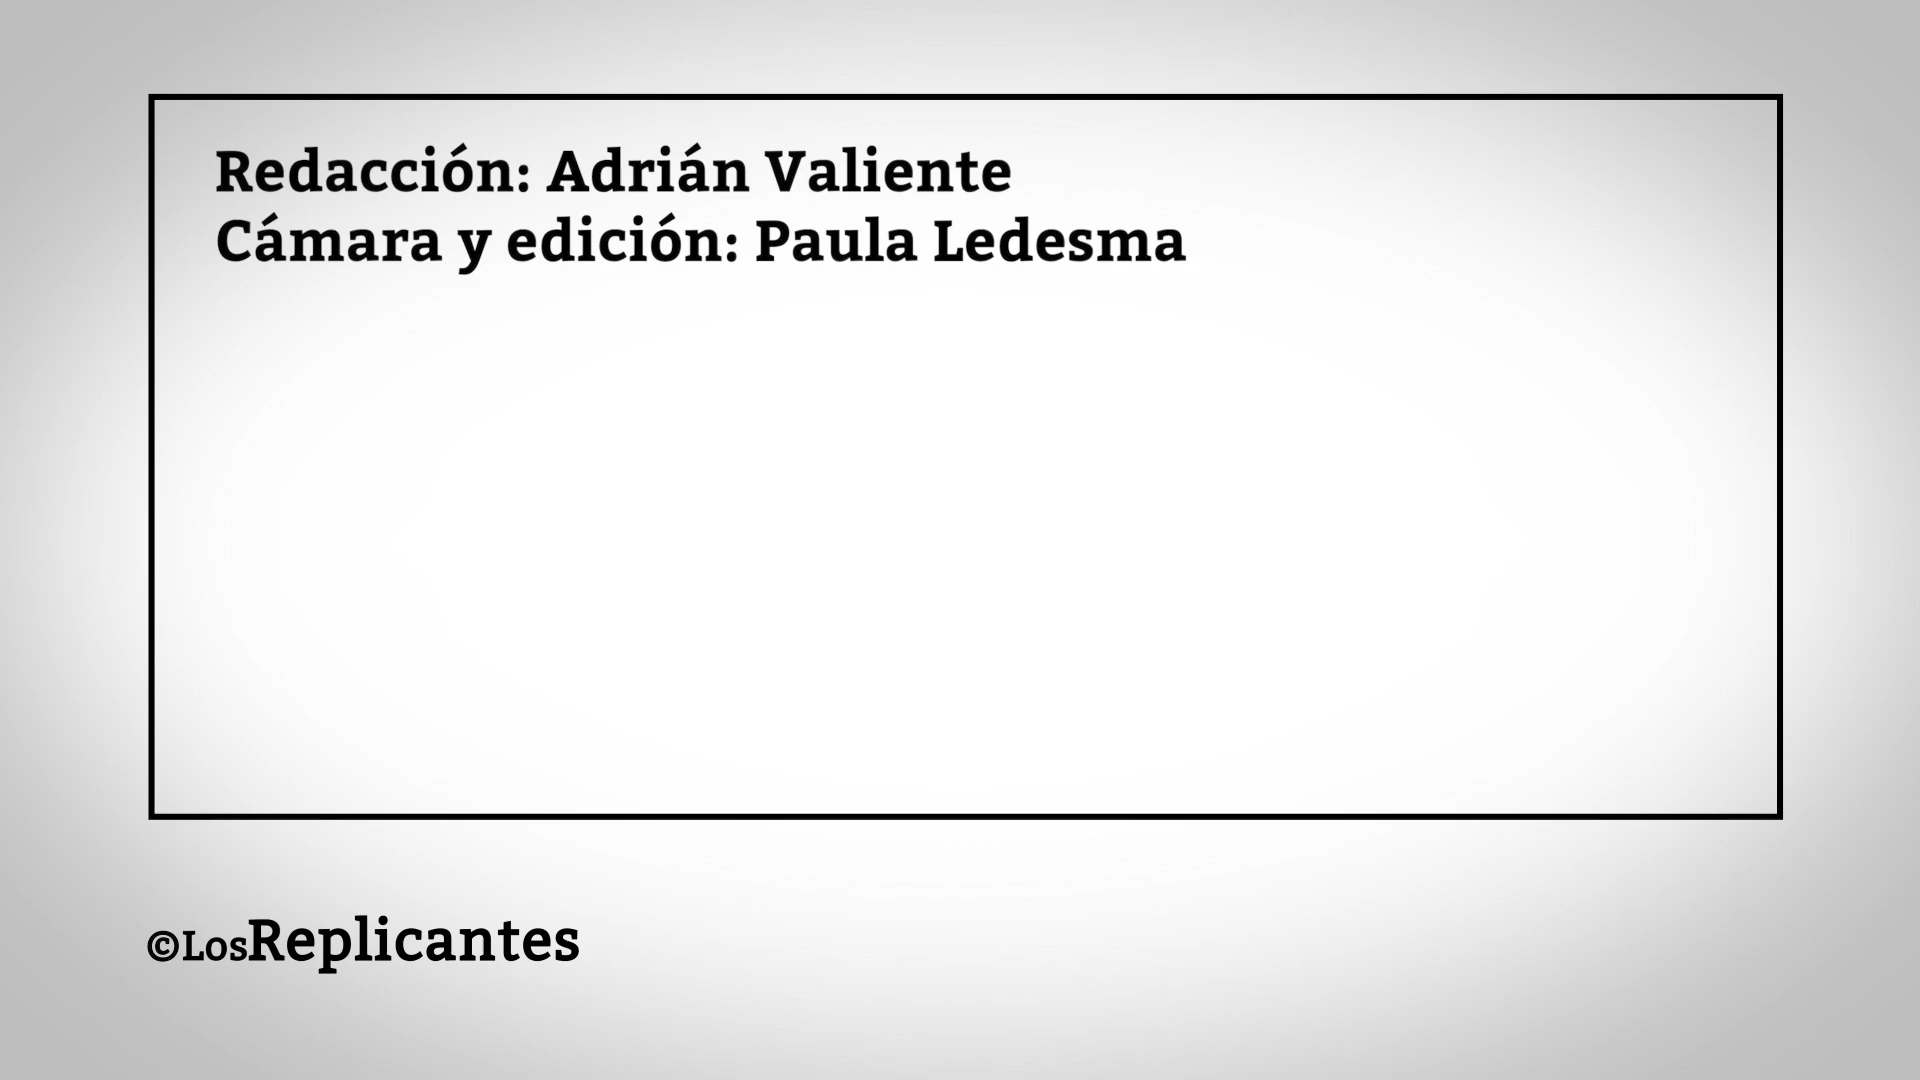 Redacción: Adrián Valiente
Cámara y edición: Paula Ledesma
©LosReplicantes